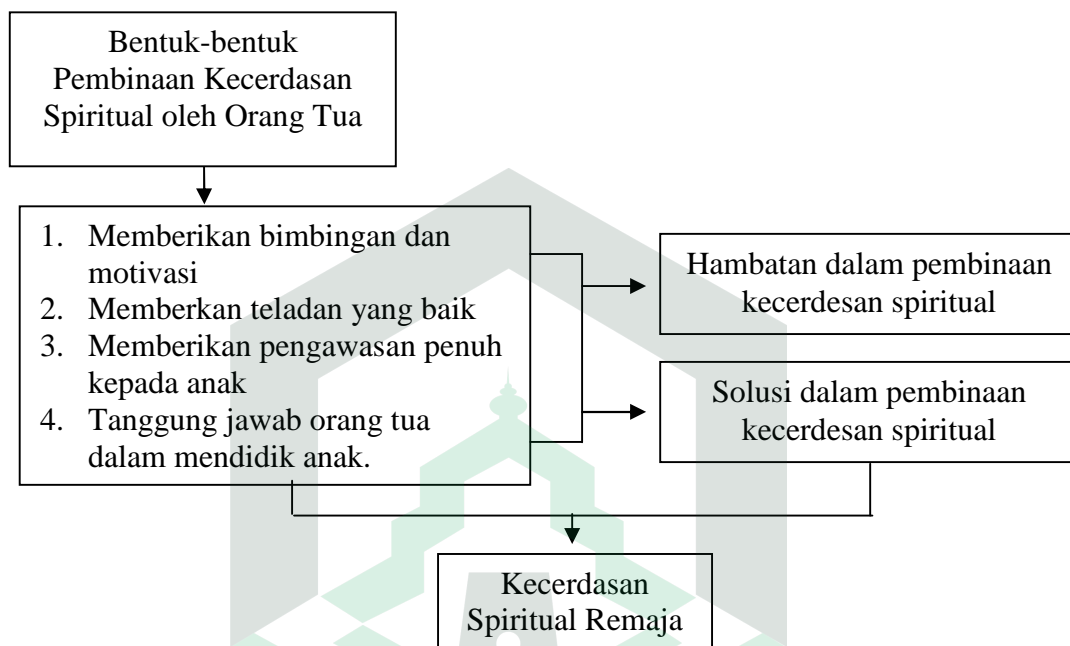 Bentuk-bentuk
Pembinaan Kecerdasan
Spiritual oleh Orang Tua
1. Memberikan bimbingan dan
motivasi
2. Memberkan teladan yang baik
3. Memberikan pengawasan penuh
kepada anak
4. Tanggung jawab orang tua
dalam mendidik anak.
Hambatan dalam pembinaan
kecerdesan spiritual
Solusi dalam pembinaan
kecerdesan spiritual
Kecerdasan
Spiritual Remaja